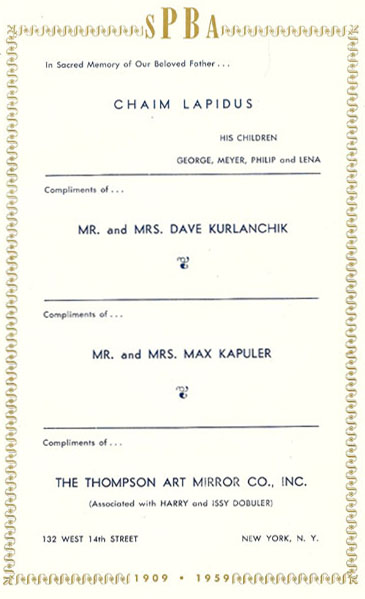 SPBA
In Sacred Memory of Our Beloved Father . . .
CHAIM LAPIDUS
HIS CHILDREN
GEORGE, MEYER, PHILIP and LENA
Compliments of . . .
MR. and MRS. DAVE KURLANCHIK
Compliments of . . .
MR. and MRS. MAX KAPULER
Compliments of . . .
THE THOMPSON ART MIRROR CO., INC.
(Associated with HARRY and ISSY DOBULER)
132 WEST 14th STREET NEW YORK, N. Y.
1909 • 1959